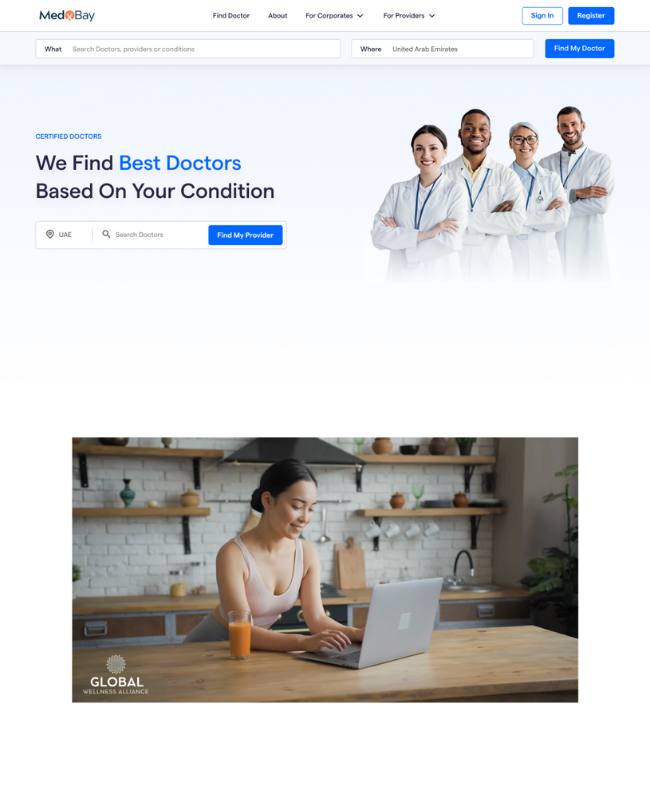 MedxBay
Find Doctor
About
For Corporates
For Providers
Sign In
Register
What
Search Doctors, providers or conditions
Where
United Arab Emirates
Find My Doctor
CERTIFIED DOCTORS
We Find Best Doctors
Based On Your Condition
UAE
Search Doctors
Find My Provider
GLOBAL
WELLNESS ALLIANCE